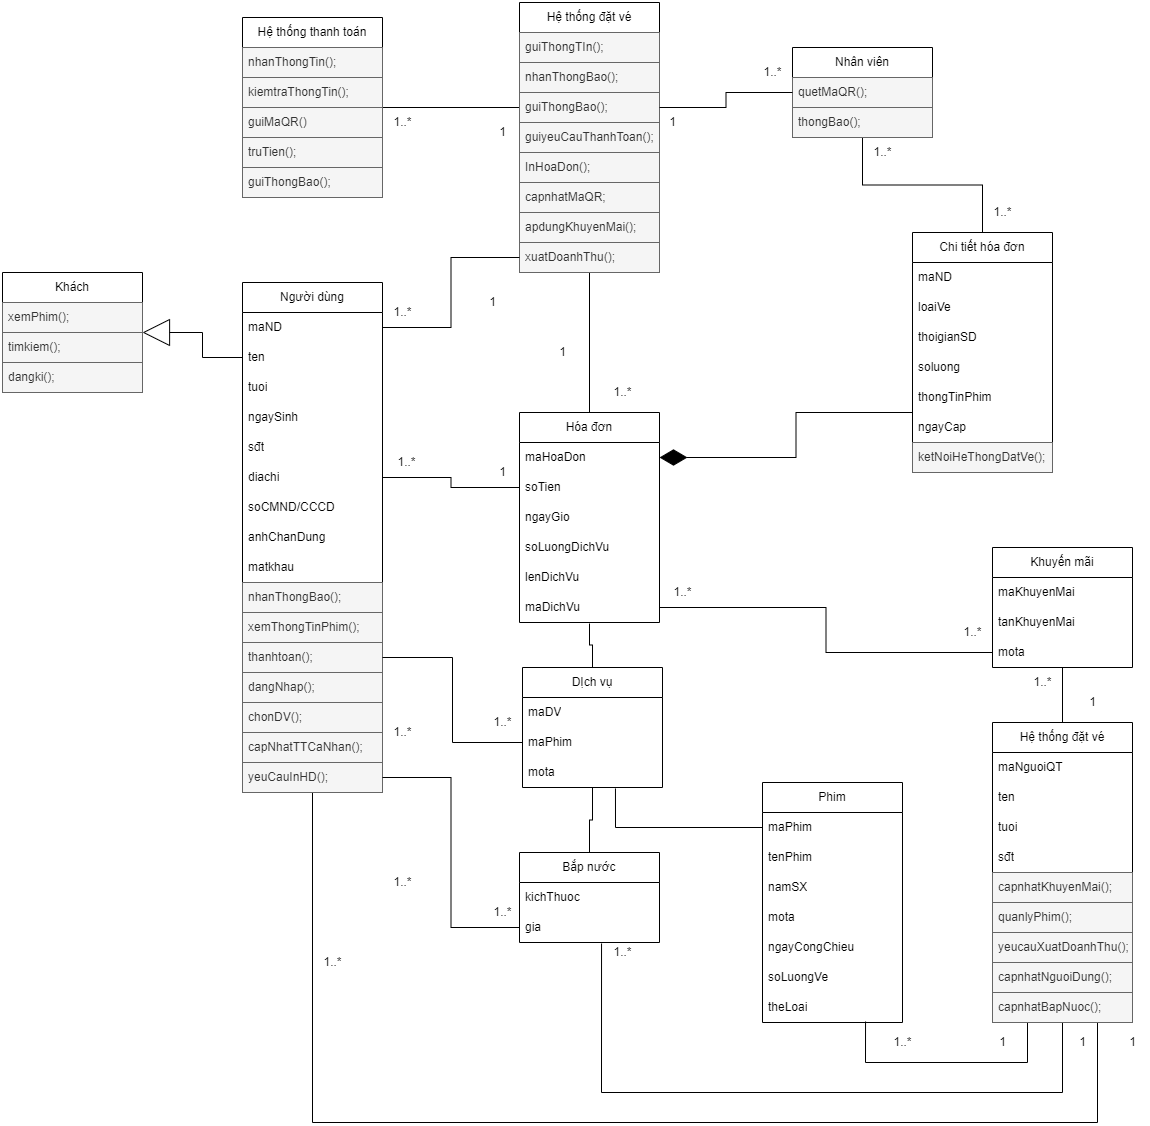 Hệ thống thanh toán
nhanThongTin();
kiemtraThongTin();
guiMaQR()
truTien();
guiThongBao();
Hệ thống đặt vé
guiThongTIn();
nhanThongBao();
guiThongBao();
guiyeuCauThanhToan();
InHoaDon();
capnhatMaQR;
apdungKhuyenMai();
xuatDoanhThu();
Nhân viên
quetMaQR();
thongBao();
1..*
1
1
1..*
1..*
1..*
Chi tiết hóa đơn
maND
loaiVe
thoigianSD
soluong
thongTinPhim
ngayCap
ketNoiHeThongDatVe();
Khách
xemPhim();
timkiem();
dangki();
Người dùng
maND
ten
tuoi
ngaySinh
sđt
diachi
soCMND/CCCD
anhChanDung
matkhau
nhanThongBao();
xemThongTinPhim();
thanhtoan();
dangNhap();
chonDV();
capNhatTTCaNhan();
yeuCauInHD();
1..*
1
1
1..*
1..*
1
Hóa đơn
maHoaDon
soTien
ngayGio
soLuongDichVu
lenDichVu
maDichVu
1..*
1..*
Khuyến mãi
maKhuyenMai
tanKhuyenMai
mota
1..*
1
Dịch vụ
maDV
maPhim
mota
1..*
1..*
Hệ thống đặt vé
maNguoiQT
ten
tuoi
sđt
capnhatKhuyenMai();
quanlyPhim();
yeucauXuatDoanhThu();
capnhatNguoiDung();
capnhatBapNuoc();
Phim
maPhim
tenPhim
namSX
mota
ngayCongChieu
soLuongVe
theLoai
Bắp nước
kichThuoc
gia
1..*
1..*
1..*
1..*
1..*
1
1
1